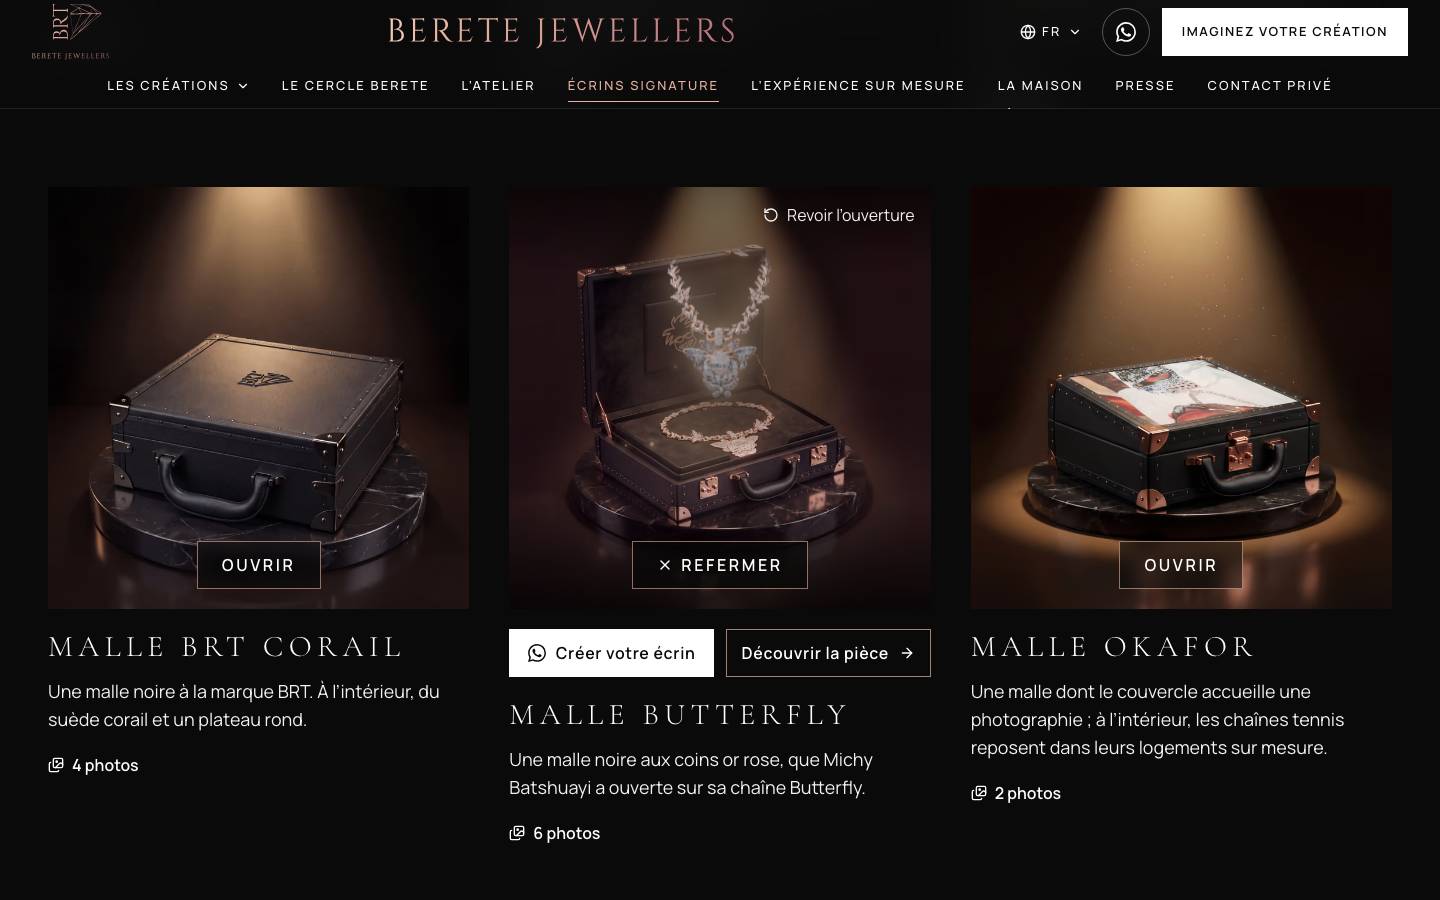 BRT
BERETE JEWELLERS
BERETE JEWELLERS
FR
IMAGINEZ VOTRE CRÉATION
LES CRÉATIONS
LE CERCLE BERETE
L'ATELIER
ÉCRINS SIGNATURE
L'EXPÉRIENCE SUR MESURE
LA MAISON
PRESSE
CONTACT PRIVÉ
Revoir l'ouverture
OUVRIR
REFERMER
OUVRIR
MALLE BRT CORAIL
Une malle noire à la marque BRT. À l'intérieur, du
suède corail et un plateau rond.
4 photos
Créer votre écrin
Découvrir la pièce
MALLE BUTTERFLY
Une malle noire aux coins or rose, que Michy
Batshuayi a ouverte sur sa chaîne Butterfly.
6 photos
MALLE OKAFOR
Une malle dont le couvercle accueille une
photographie ; à l'intérieur, les chaînes tennis
reposent dans leurs logements sur mesure.
2 photos